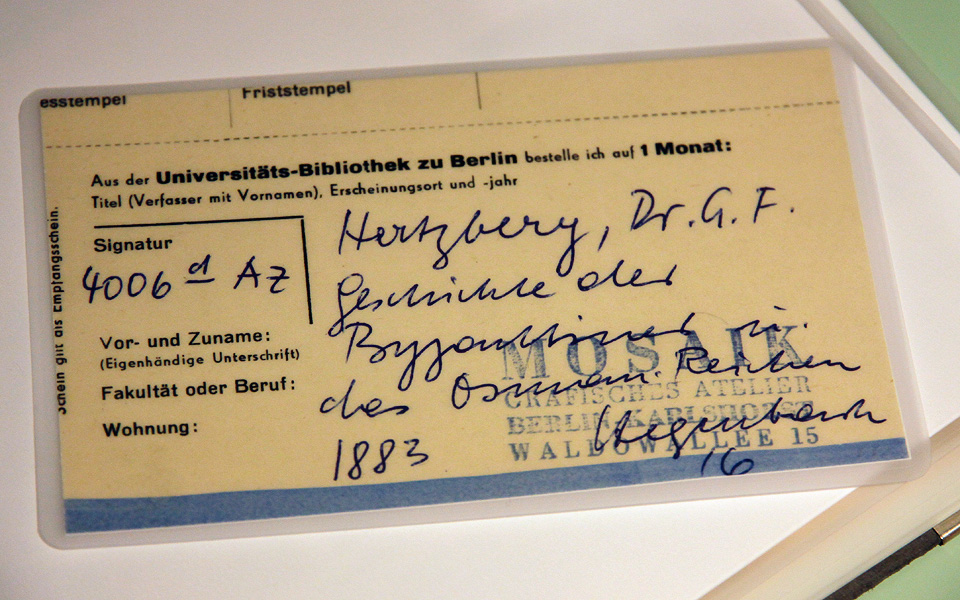 esstempel Friststempel
Aus der Universitäts-Bibliothek zu Berlin bestelle ich auf 1 Monat:
Titel (Verfasser mit Vornamen), Erscheinungsort und -jahr
Schein gilt als Empfangsschein.
Signatur
4006 d Az
Hertzberg, Dr. G. F.
Geschichte der
Byzantiner u.
des Osman. Reiches
1883
Vor- und Zuname:
(Eigenhändige Unterschrift)
Fakultät oder Beruf:
Wohnung:
MOSAIK
GRAFISCHES ATELIER
BERLIN-KARLSHORST
WALDOWALLEE 15
Hegenbarth
16